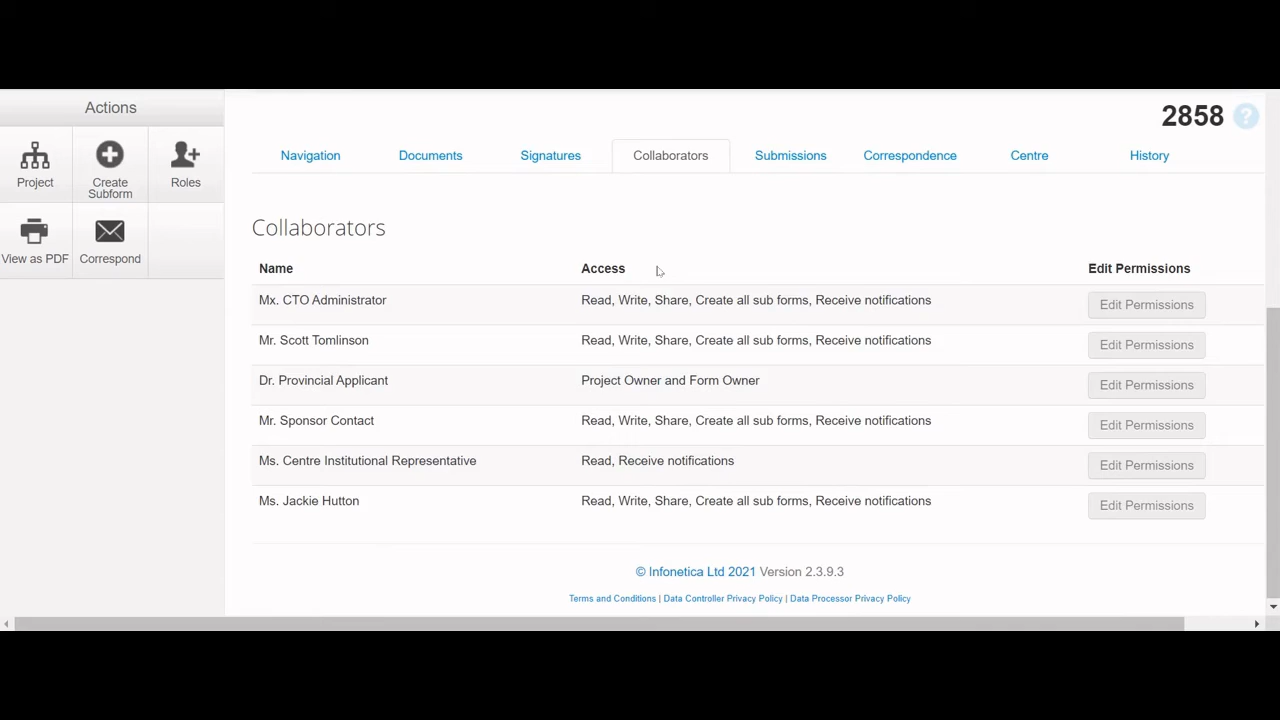 Actions
2858
?
Project
Create Subform
Roles
View as PDF
Correspond
Navigation
Documents
Signatures
Collaborators
Submissions
Correspondence
Centre
History
Collaborators
Name Access Edit Permissions
Mx. CTO Administrator Read, Write, Share, Create all sub forms, Receive notifications Edit Permissions
Mr. Scott Tomlinson Read, Write, Share, Create all sub forms, Receive notifications Edit Permissions
Dr. Provincial Applicant Project Owner and Form Owner Edit Permissions
Mr. Sponsor Contact Read, Write, Share, Create all sub forms, Receive notifications Edit Permissions
Ms. Centre Institutional Representative Read, Receive notifications Edit Permissions
Ms. Jackie Hutton Read, Write, Share, Create all sub forms, Receive notifications Edit Permissions
© Infonetica Ltd 2021 Version 2.3.9.3
Terms and Conditions | Data Controller Privacy Policy | Data Processor Privacy Policy